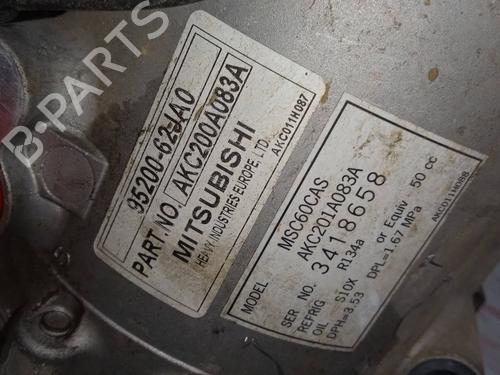 B-PARTS
95200-62JA0
PART NO. AKC200A083A
MITSUBISHI
HEAVY INDUSTRIES EUROPE, LTD.
AKC011H087
MODEL MSC60CAS
AKC201A083A
SER NO. 3418658
REFRIG R134a
OIL S10X or Equiv 50 cc
DPH=3.53 DPL=1.67 MPa
AKC011H088